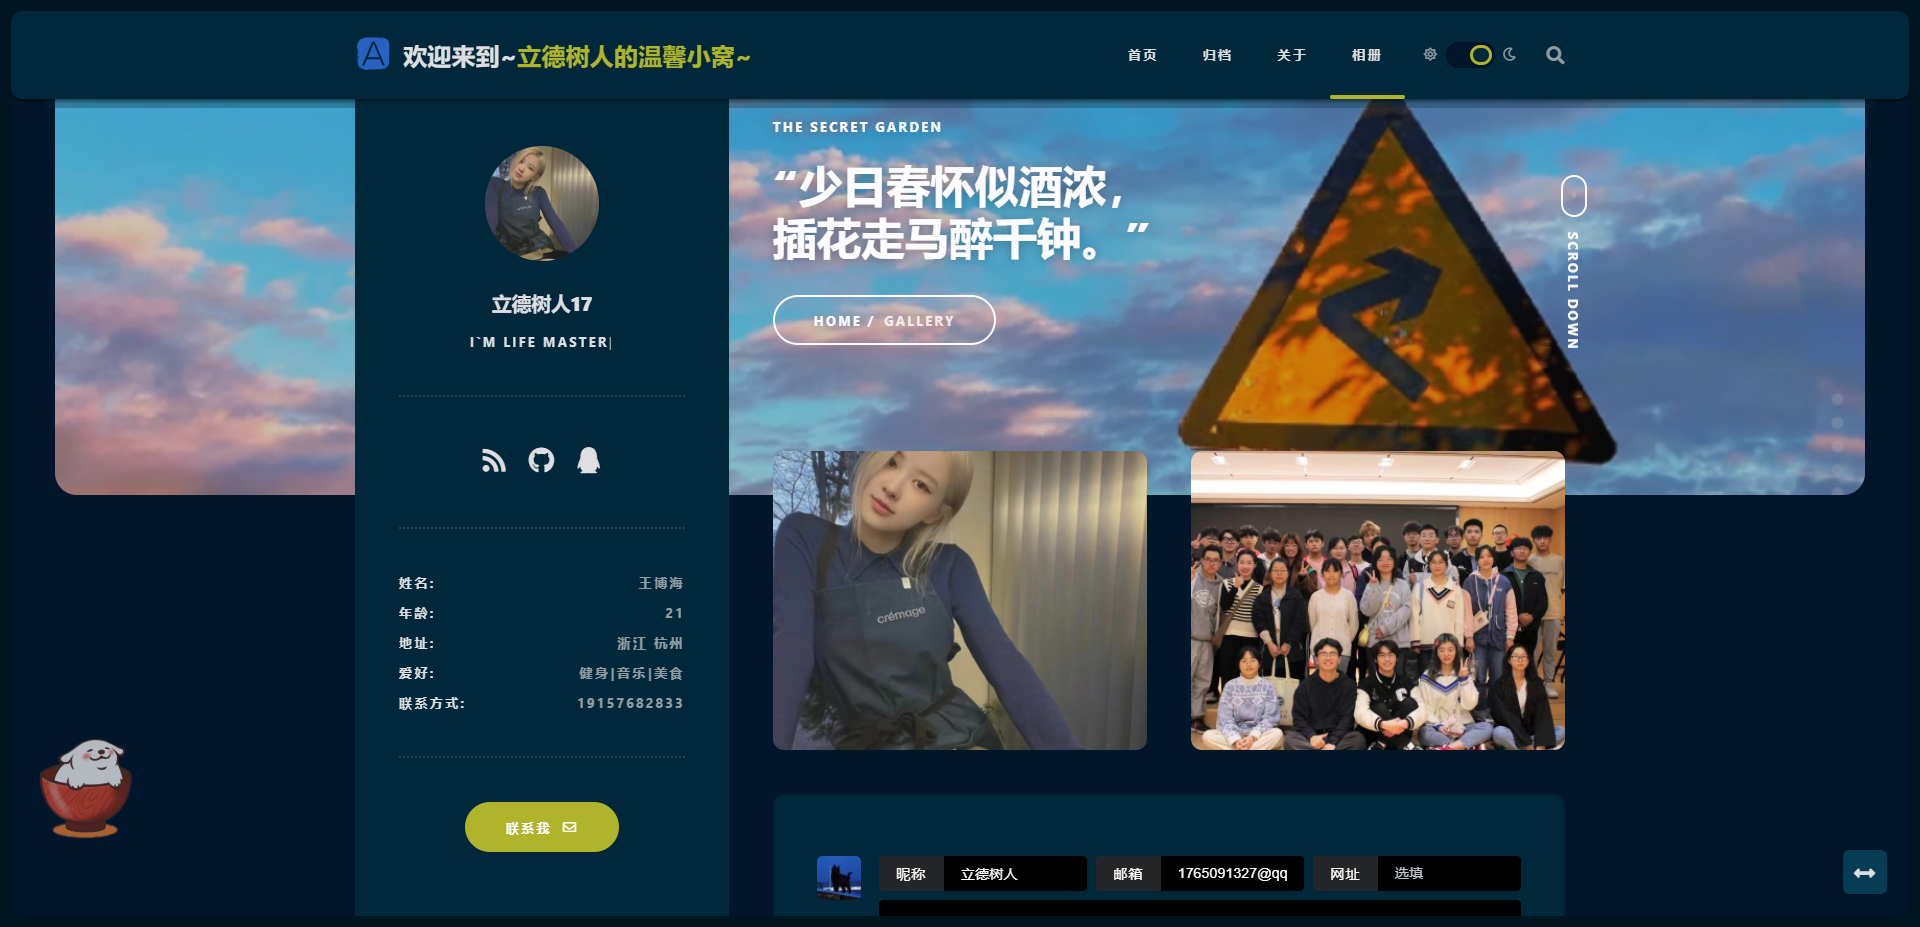 A 欢迎来到~立德树人的温馨小窝~
首页 归档 关于 相册
THE SECRET GARDEN
“少日春怀似酒浓，
插花走马醉千钟。”
HOME / GALLERY
SCROLL DOWN
立德树人17
I`M LIFE MASTER|
姓名: 王博海
年龄: 21
地址: 浙江 杭州
爱好: 健身|音乐|美食
联系方式: 19157682833
联系我
crémage
昵称 立德树人 邮箱 1765091327@qq 网址 选填